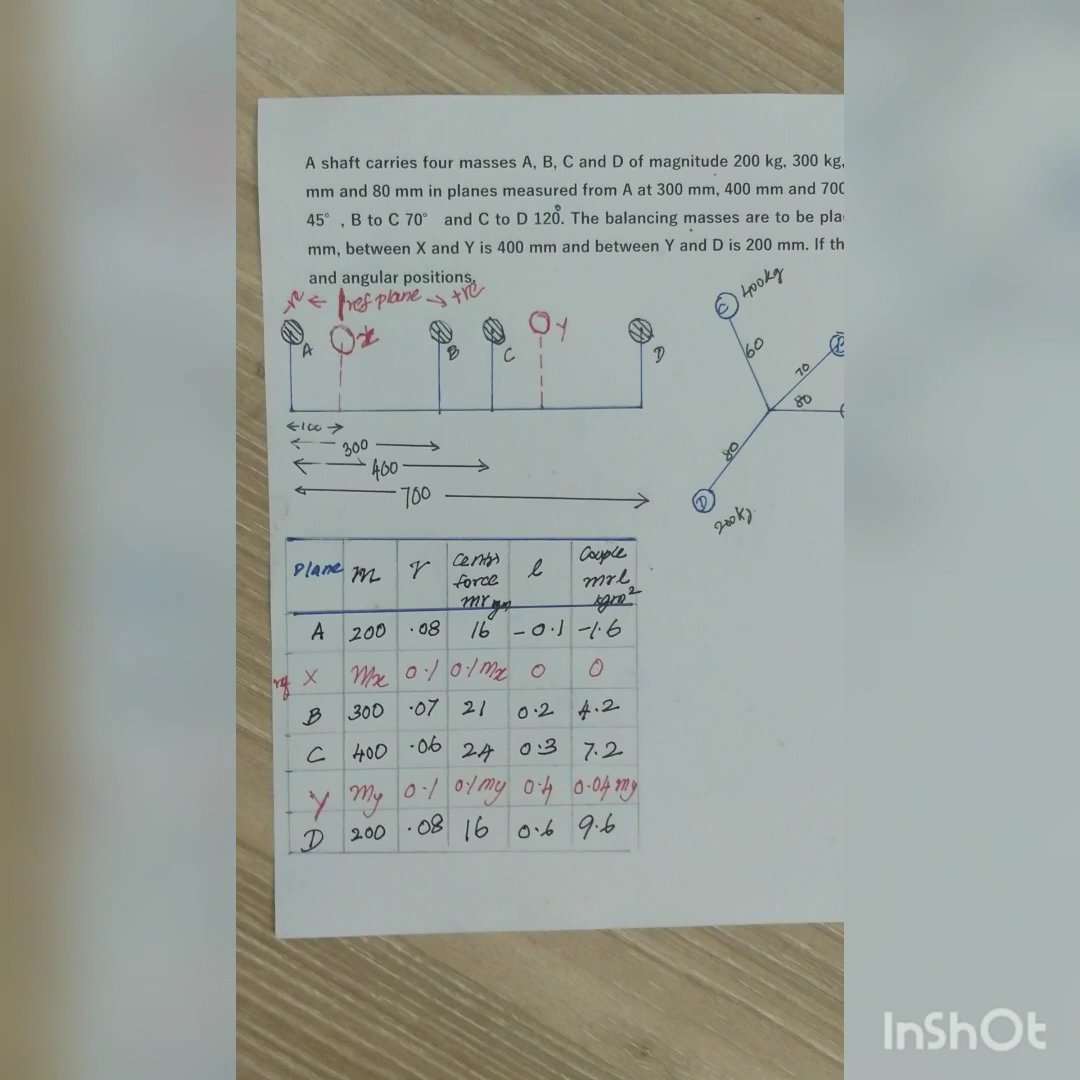 A shaft carries four masses A, B, C and D of magnitude 200 kg, 300 kg,
mm and 80 mm in planes measured from A at 300 mm, 400 mm and 700
45° , B to C 70° and C to D 120°. The balancing masses are to be pla
mm, between X and Y is 400 mm and between Y and D is 200 mm. If th
and angular positions.
ref plane → +ve
A x B C Y D
←100→
300
400
700
C 400kg
60
70
80
80
D
200kg
Plane m r Cent force mr l Couple mrl kgm²
A 200 .08 16 -0.1 -1.6
X Mx 0.1 0.1Mx 0 0
B 300 .07 21 0.2 4.2
C 400 .06 24 0.3 7.2
Y My 0.1 0.1My 0.4 0.04My
D 200 .08 16 0.6 9.6
InShOt